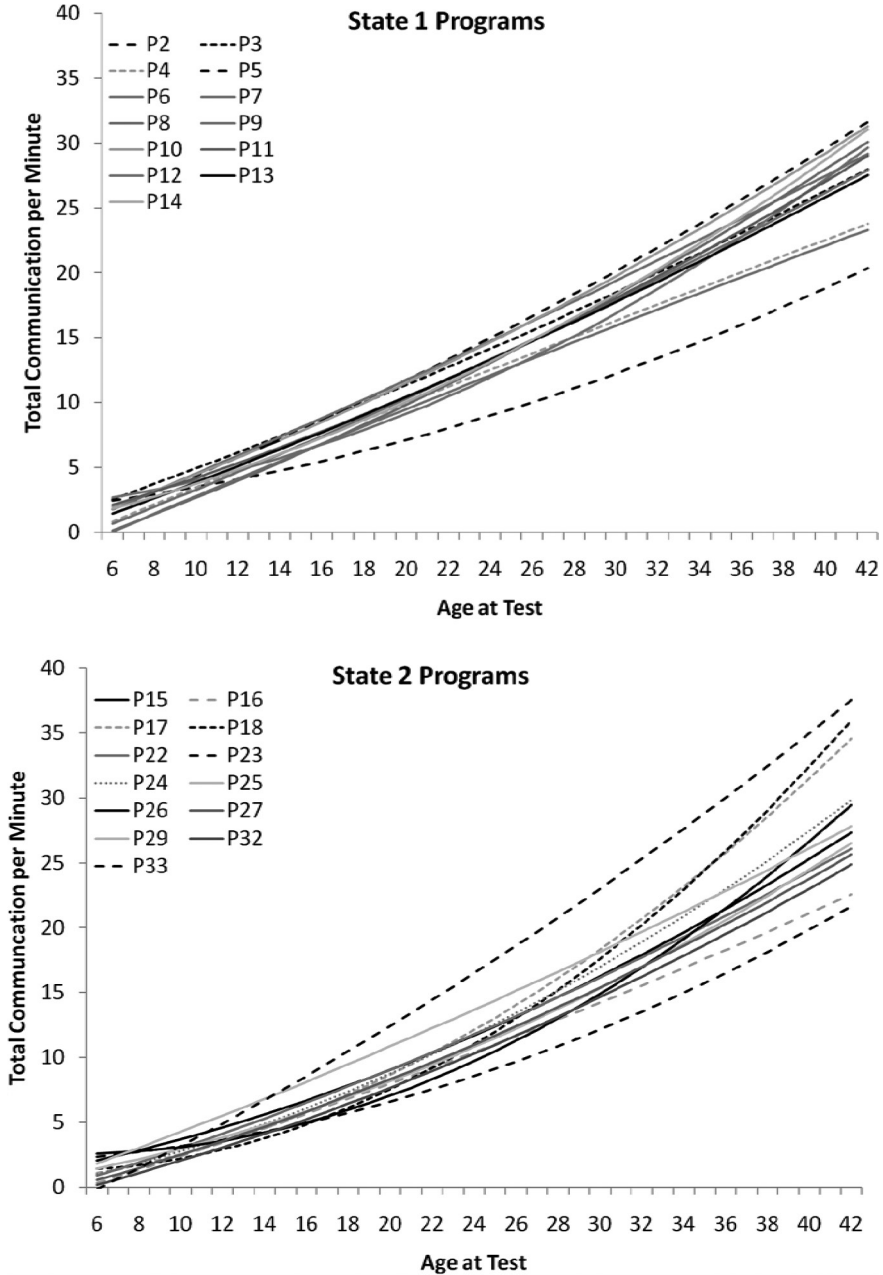 State 1 Programs
40
35
30
25
20
15
10
5
0
Total Communication per Minute
P2 P3
P4 P5
P6 P7
P8 P9
P10 P11
P12 P13
P14
6 8 10 12 14 16 18 20 22 24 26 28 30 32 34 36 38 40 42
Age at Test
State 2 Programs
40
35
30
25
20
15
10
5
0
Total Communcation per Minute
P15 P16
P17 P18
P22 P23
P24 P25
P26 P27
P29 P32
P33
6 8 10 12 14 16 18 20 22 24 26 28 30 32 34 36 38 40 42
Age at Test